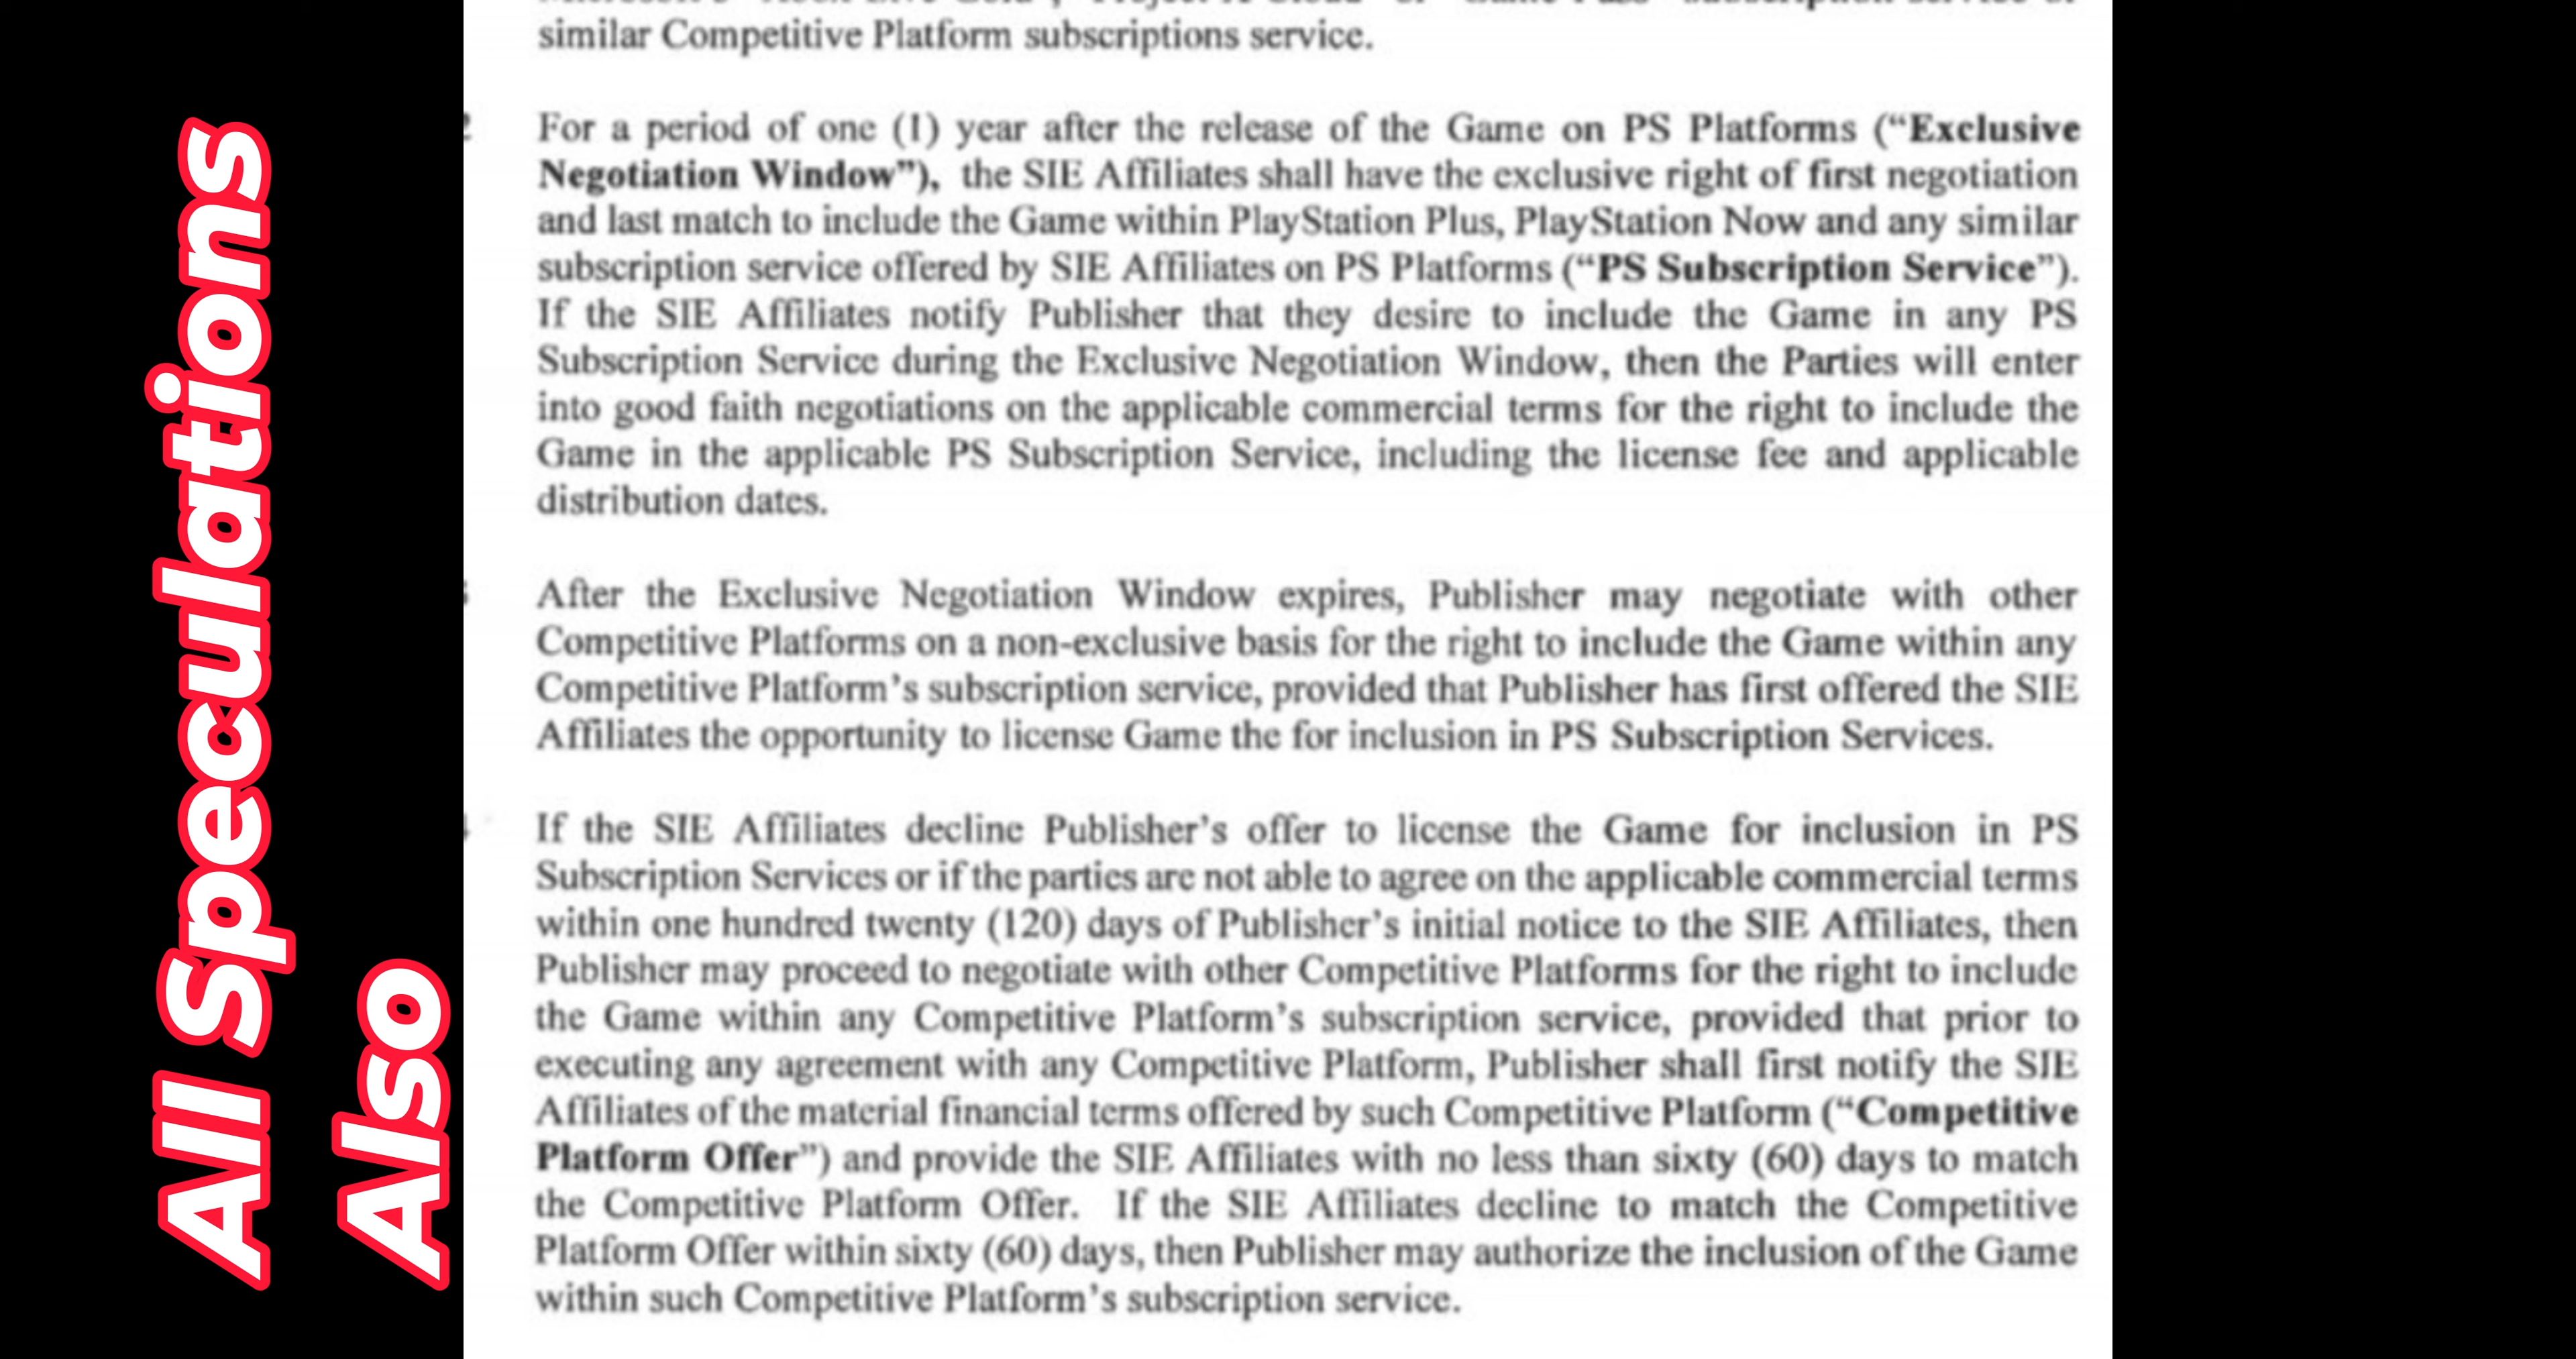 All Speculations
Also
similar Competitive Platform subscriptions service.
For a period of one (1) year after the release of the Game on PS Platforms (“Exclusive
Negotiation Window”), the SIE Affiliates shall have the exclusive right of first negotiation
and last match to include the Game within PlayStation Plus, PlayStation Now and any similar
subscription service offered by SIE Affiliates on PS Platforms (“PS Subscription Service”).
If the SIE Affiliates notify Publisher that they desire to include the Game in any PS
Subscription Service during the Exclusive Negotiation Window, then the Parties will enter
into good faith negotiations on the applicable commercial terms for the right to include the
Game in the applicable PS Subscription Service, including the license fee and applicable
distribution dates.
After the Exclusive Negotiation Window expires, Publisher may negotiate with other
Competitive Platforms on a non-exclusive basis for the right to include the Game within any
Competitive Platform’s subscription service, provided that Publisher has first offered the SIE
Affiliates the opportunity to license Game the for inclusion in PS Subscription Services.
If the SIE Affiliates decline Publisher’s offer to license the Game for inclusion in PS
Subscription Services or if the parties are not able to agree on the applicable commercial terms
within one hundred twenty (120) days of Publisher’s initial notice to the SIE Affiliates, then
Publisher may proceed to negotiate with other Competitive Platforms for the right to include
the Game within any Competitive Platform’s subscription service, provided that prior to
executing any agreement with any Competitive Platform, Publisher shall first notify the SIE
Affiliates of the material financial terms offered by such Competitive Platform (“Competitive
Platform Offer”) and provide the SIE Affiliates with no less than sixty (60) days to match
the Competitive Platform Offer. If the SIE Affiliates decline to match the Competitive
Platform Offer within sixty (60) days, then Publisher may authorize the inclusion of the Game
within such Competitive Platform’s subscription service.